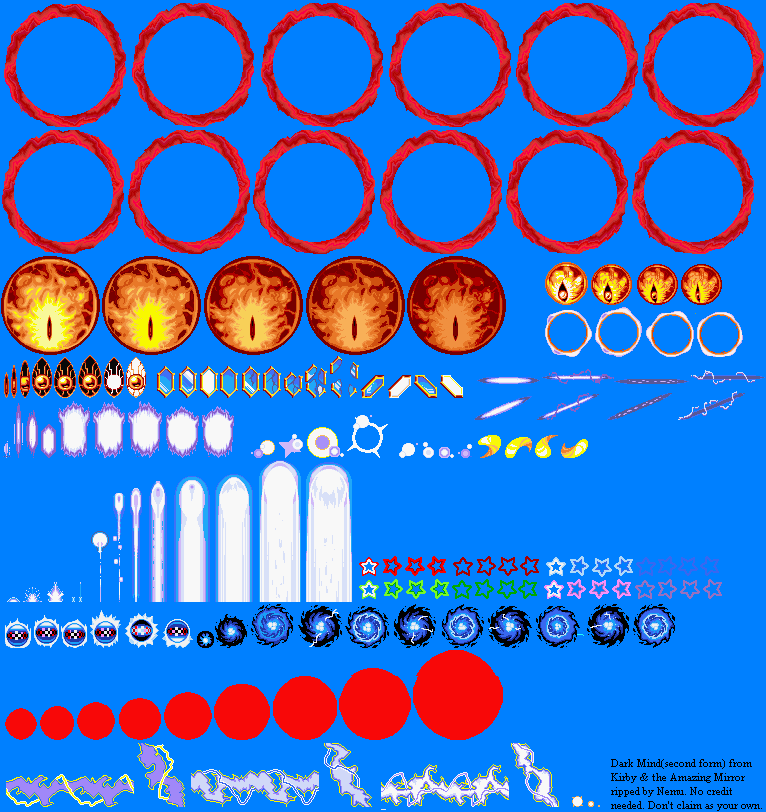 Dark Mind(second form) from
Kirby & the Amazing Mirror
ripped by Nemu. No credit
needed. Don't claim as your own.